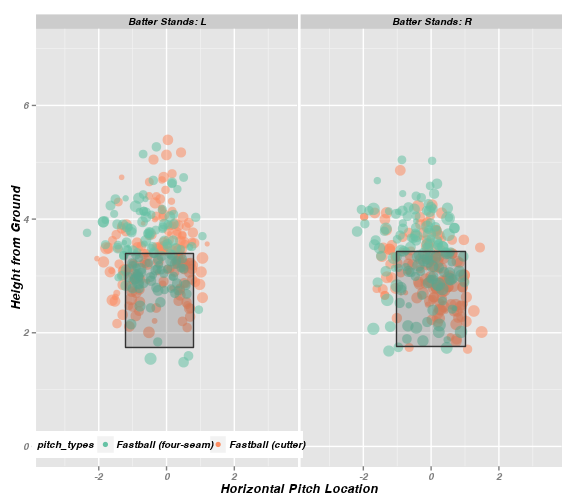 Batter Stands: L
Batter Stands: R
Height from Ground
6
4
2
0
pitch_types Fastball (four-seam) Fastball (cutter)
-2 0 2 -2 0 2
Horizontal Pitch Location